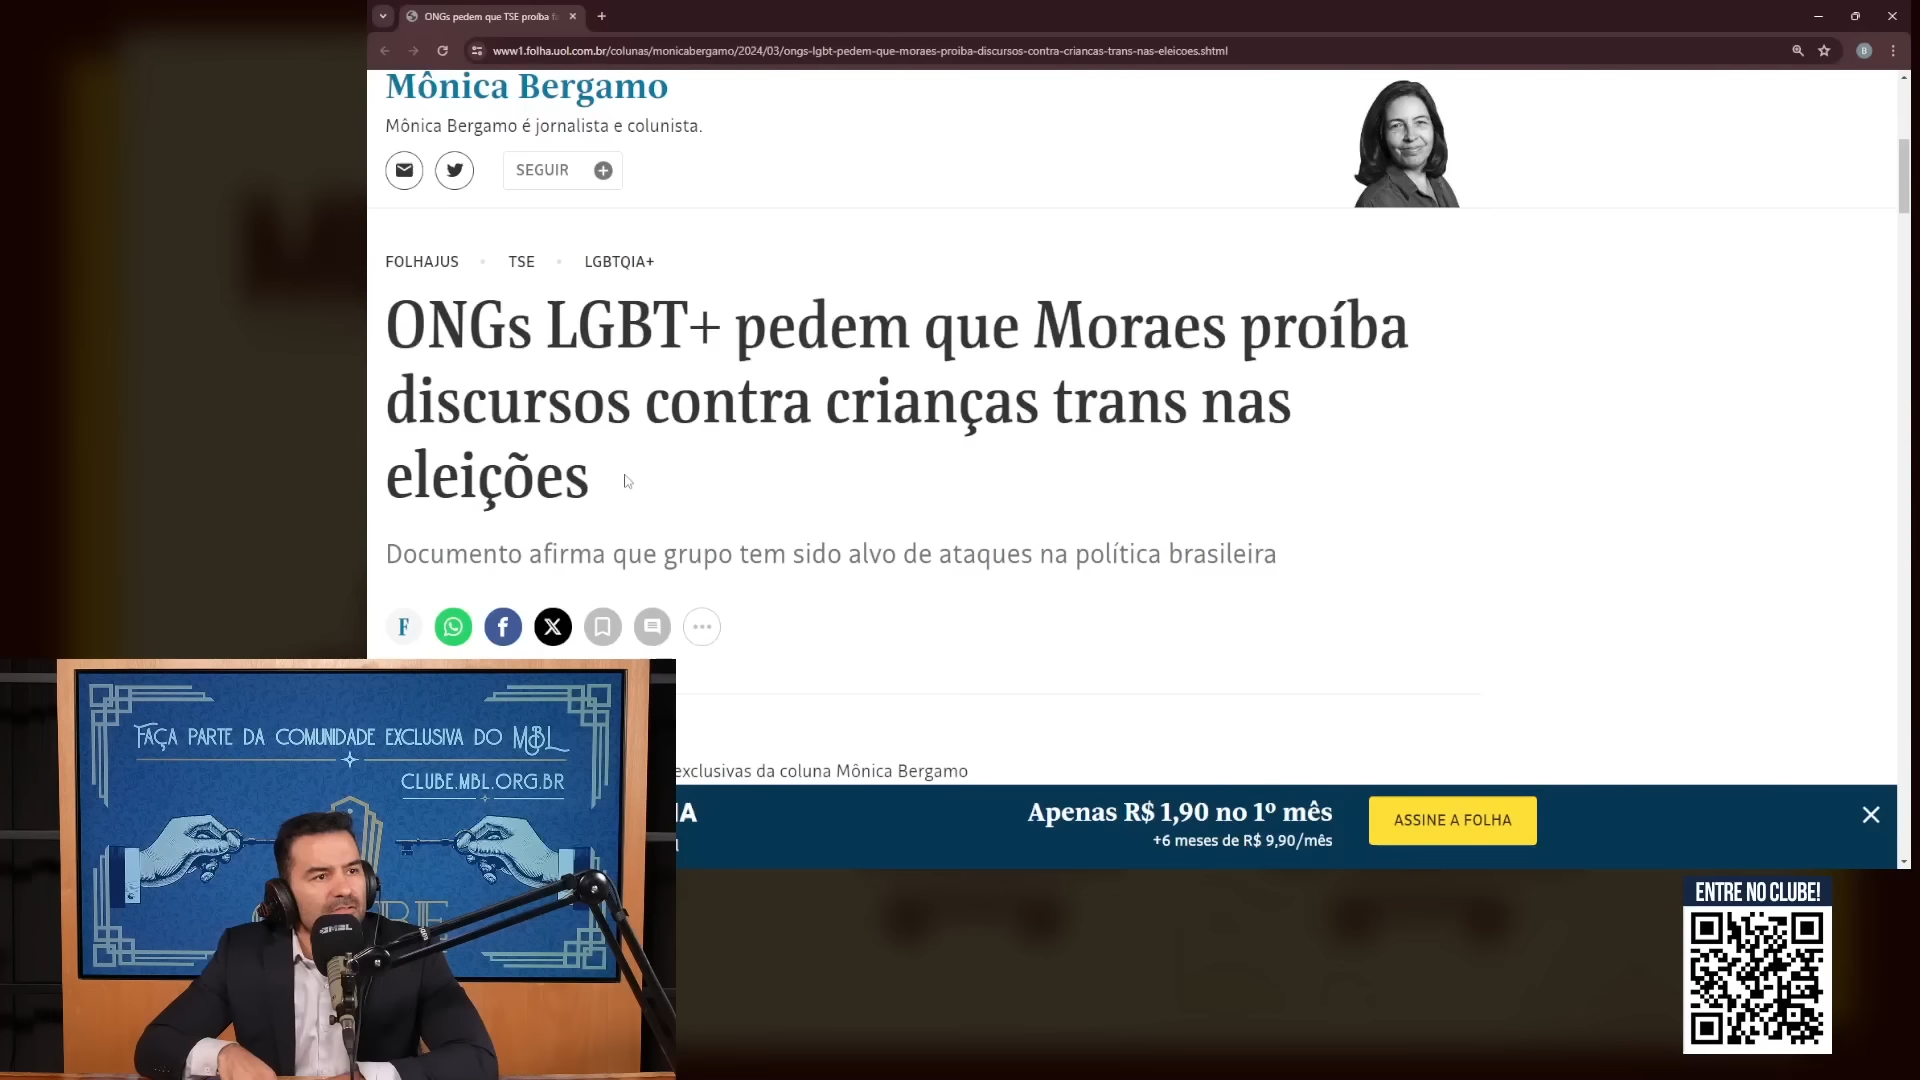 ONGs pedem que TSE proíba f
www1.folha.uol.com.br/colunas/monicabergamo/2024/03/ongs-lgbt-pedem-que-moraes-proiba-discursos-contra-criancas-trans-nas-eleicoes.shtml
B
Mônica Bergamo
Mônica Bergamo é jornalista e colunista.
SEGUIR
FOLHAJUS • TSE • LGBTQIA+
ONGs LGBT+ pedem que Moraes proíba
discursos contra crianças trans nas
eleições
Documento afirma que grupo tem sido alvo de ataques na política brasileira
F
exclusivas da coluna Mônica Bergamo
IA
Apenas R$ 1,90 no 1º mês
+6 meses de R$ 9,90/mês
ASSINE A FOLHA
FAÇA PARTE DA COMUNIDADE EXCLUSIVA DO MBL
CLUBE.MBL.ORG.BR
MBL
ENTRE NO CLUBE!